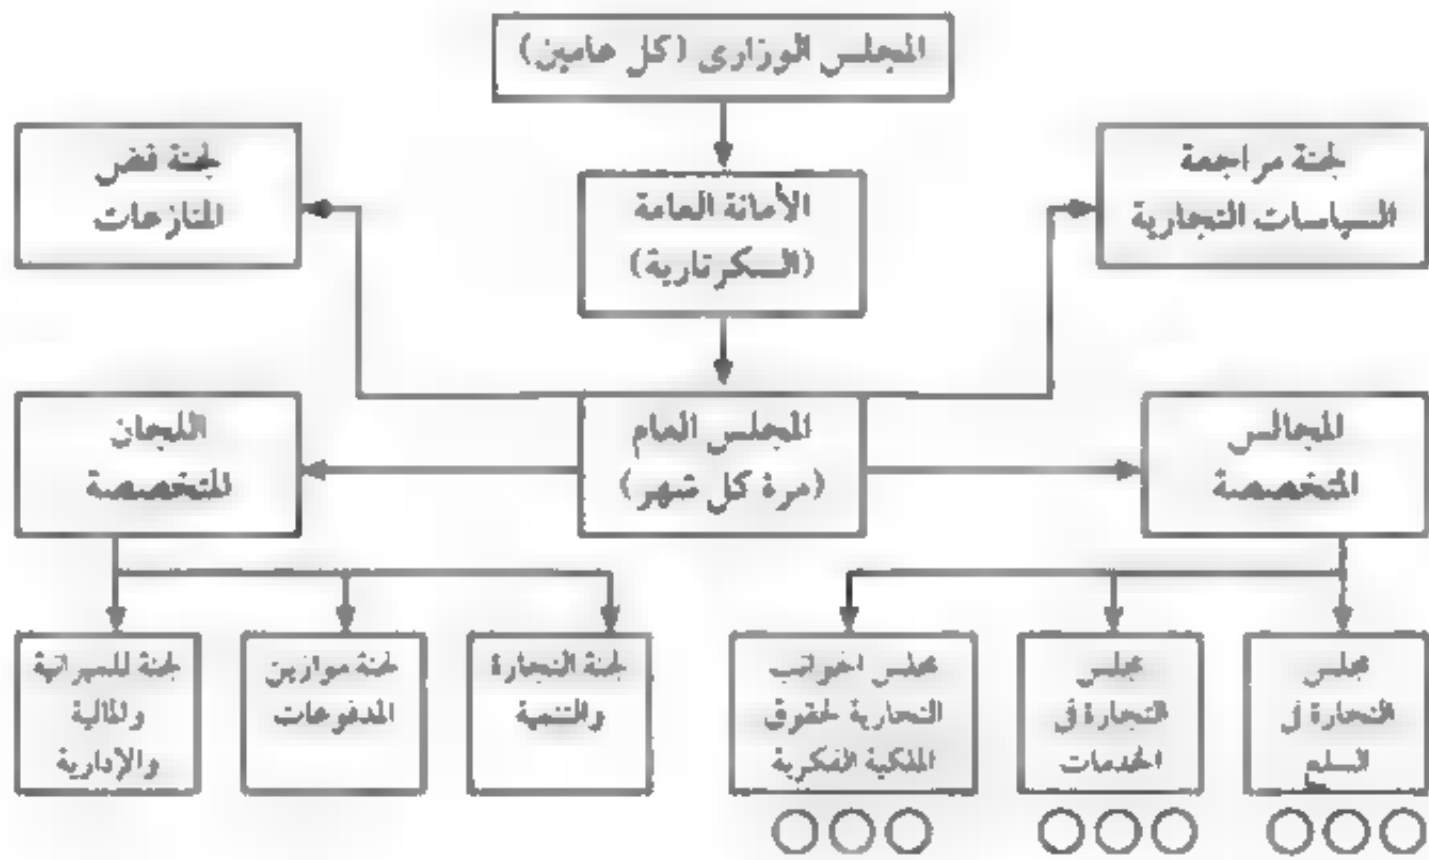 المجلس الوزارى (كل عامين)
لجنة مراجعة
السياسات التجارية
الأمانة العامة
(السكرتارية)
لجنة فض
المنازعات
المجالس
المتخصصة
المجلس العام
(مرة كل شهر)
اللجان
المتخصصة
مجلس
التجارة فى
السلع
مجلس
التجارة فى
الخدمات
مجلس الجوانب
التجارية لحقوق
الملكية الفكرية
لجنة التجارة
والتنمية
لجنة موازين
المدفوعات
لجنة للميزانية
والمالية
والإدارية